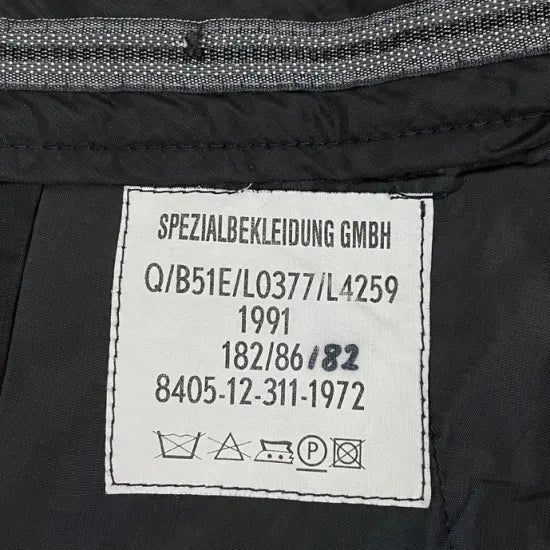 SPEZIALBEKLEIDUNG GMBH
Q/B51E/L0377/L4259
1991
182/86/82
8405-12-311-1972
P